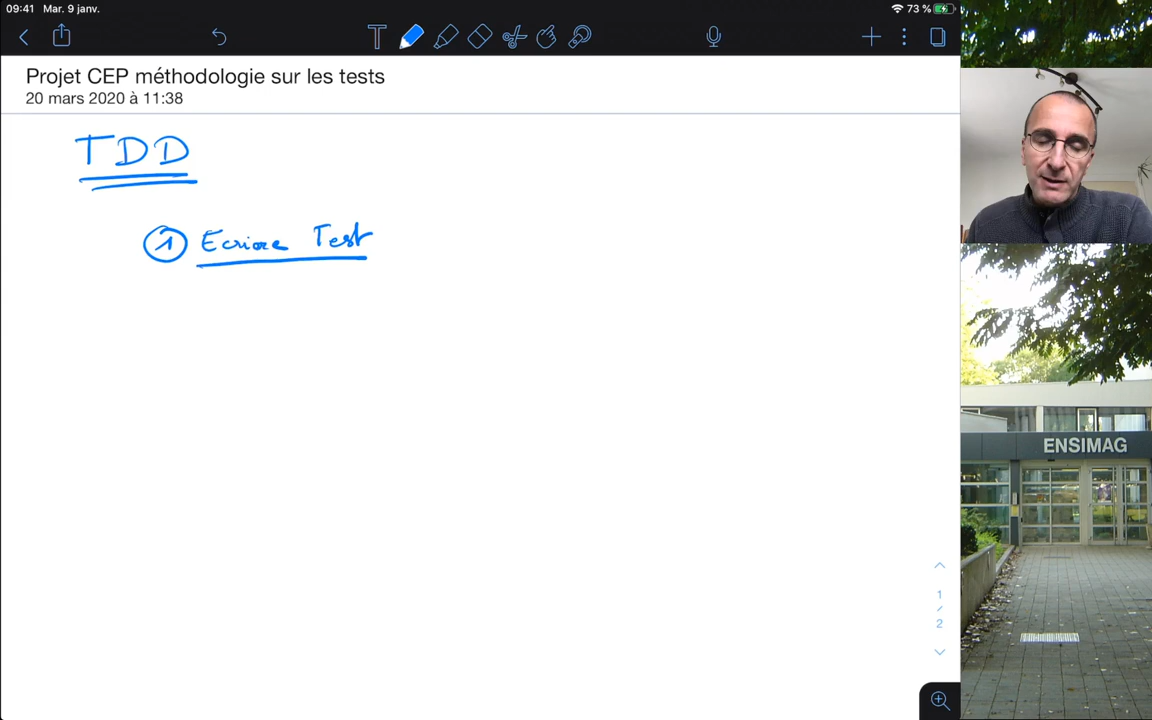 09:41 Mar. 9 janv.
73 %
Projet CEP méthodologie sur les tests
20 mars 2020 à 11:38
TDD
1 Ecrire Test
1
/
2
ENSIMAG